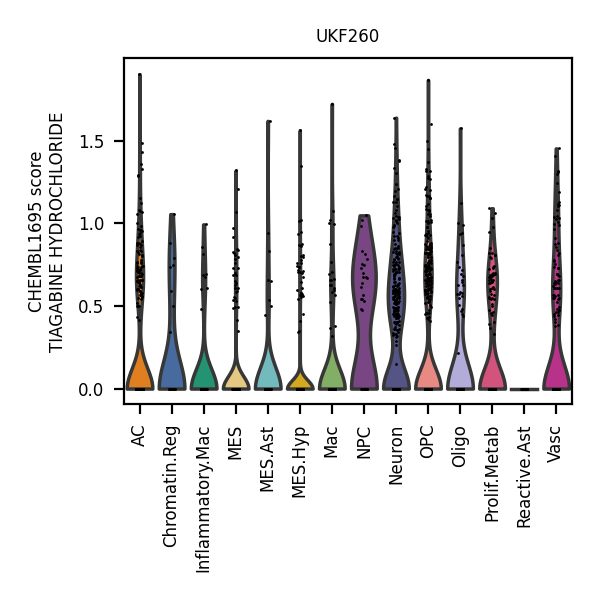 UKF260
CHEMBL1695 score
TIAGABINE HYDROCHLORIDE
1.5
1.0
0.5
0.0
AC
Chromatin.Reg
Inflammatory.Mac
MES
MES.Ast
MES.Hyp
Mac
NPC
Neuron
OPC
Oligo
Prolif.Metab
Reactive.Ast
Vasc